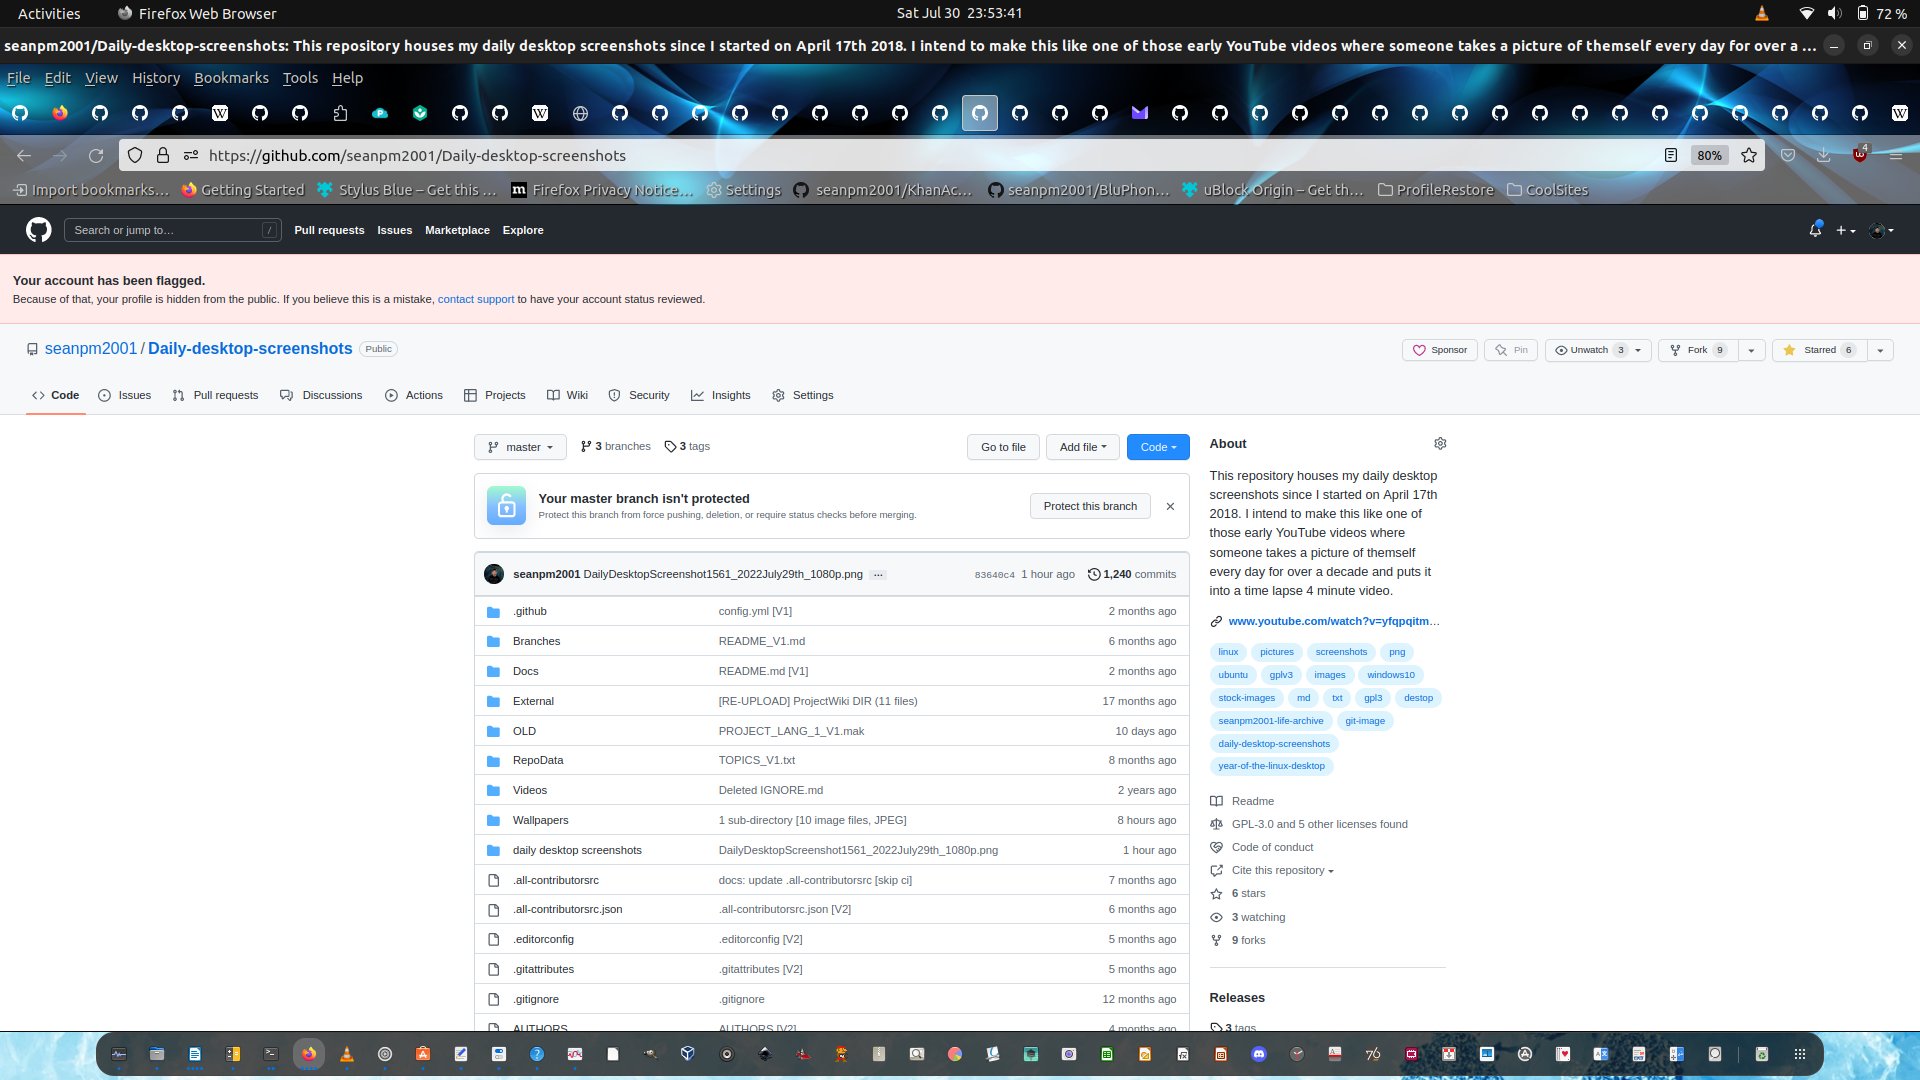 Activities
Firefox Web Browser
Sat Jul 30 23:53:41
72 %
seanpm2001/Daily-desktop-screenshots: This repository houses my daily desktop screenshots since I started on April 17th 2018. I intend to make this like one of those early YouTube videos where someone takes a picture of themself every day for over a ...
File Edit View History Bookmarks Tools Help
https://github.com/seanpm2001/Daily-desktop-screenshots
80%
4
Import bookmarks...
Getting Started
Stylus Blue – Get this ...
Firefox Privacy Notice...
Settings
seanpm2001/KhanAc...
seanpm2001/BluPhon...
uBlock Origin – Get th...
ProfileRestore
CoolSites
Search or jump to...
/
Pull requests
Issues
Marketplace
Explore
Your account has been flagged.
Because of that, your profile is hidden from the public. If you believe this is a mistake, contact support to have your account status reviewed.
seanpm2001 / Daily-desktop-screenshots Public
Sponsor
Pin
Unwatch 3
Fork 9
Starred 6
Code
Issues
Pull requests
Discussions
Actions
Projects
Wiki
Security
Insights
Settings
master
3 branches
3 tags
Go to file
Add file
Code
Your master branch isn't protected
Protect this branch from force pushing, deletion, or require status checks before merging.
Protect this branch
seanpm2001 DailyDesktopScreenshot1561_2022July29th_1080p.png ...
83640c4 1 hour ago
1,240 commits
.github config.yml [V1] 2 months ago
Branches README_V1.md 6 months ago
Docs README.md [V1] 2 months ago
External [RE-UPLOAD] ProjectWiki DIR (11 files) 17 months ago
OLD PROJECT_LANG_1_V1.mak 10 days ago
RepoData TOPICS_V1.txt 8 months ago
Videos Deleted IGNORE.md 2 years ago
Wallpapers 1 sub-directory [10 image files, JPEG] 8 hours ago
daily desktop screenshots DailyDesktopScreenshot1561_2022July29th_1080p.png 1 hour ago
.all-contributorsrc docs: update .all-contributorsrc [skip ci] 7 months ago
.all-contributorsrc.json .all-contributorsrc.json [V2] 6 months ago
.editorconfig .editorconfig [V2] 5 months ago
.gitattributes .gitattributes [V2] 5 months ago
.gitignore .gitignore 12 months ago
AUTHORS AUTHORS [V2] 4 months ago
About
This repository houses my daily desktop
screenshots since I started on April 17th
2018. I intend to make this like one of
those early YouTube videos where
someone takes a picture of themself
every day for over a decade and puts it
into a time lapse 4 minute video.
www.youtube.com/watch?v=yfqpqitm...
linux pictures screenshots png
ubuntu gplv3 images windows10
stock-images md txt gpl3 destop
seanpm2001-life-archive git-image
daily-desktop-screenshots
year-of-the-linux-desktop
Readme
GPL-3.0 and 5 other licenses found
Code of conduct
Cite this repository
6 stars
3 watching
9 forks
Releases
3 tags